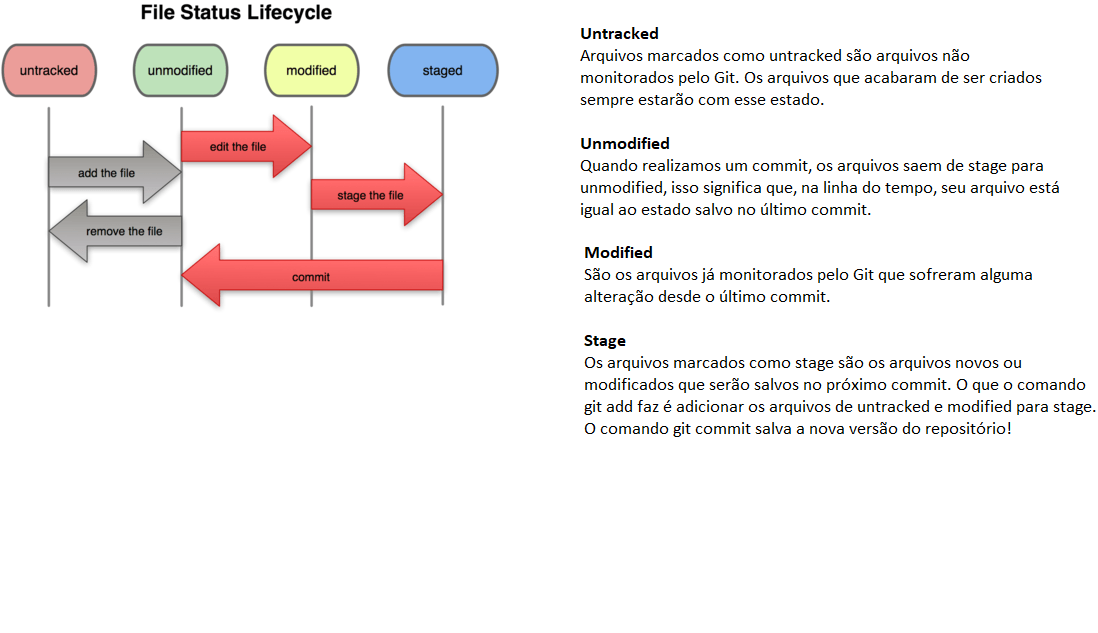 File Status Lifecycle
untracked
unmodified
modified
staged
edit the file
add the file
stage the file
remove the file
commit
Untracked
Arquivos marcados como untracked são arquivos não
monitorados pelo Git. Os arquivos que acabaram de ser criados
sempre estarão com esse estado.
Unmodified
Quando realizamos um commit, os arquivos saem de stage para
unmodified, isso significa que, na linha do tempo, seu arquivo está
igual ao estado salvo no último commit.
Modified
São os arquivos já monitorados pelo Git que sofreram alguma
alteração desde o último commit.
Stage
Os arquivos marcados como stage são os arquivos novos ou
modificados que serão salvos no próximo commit. O que o comando
git add faz é adicionar os arquivos de untracked e modified para stage.
O comando git commit salva a nova versão do repositório!